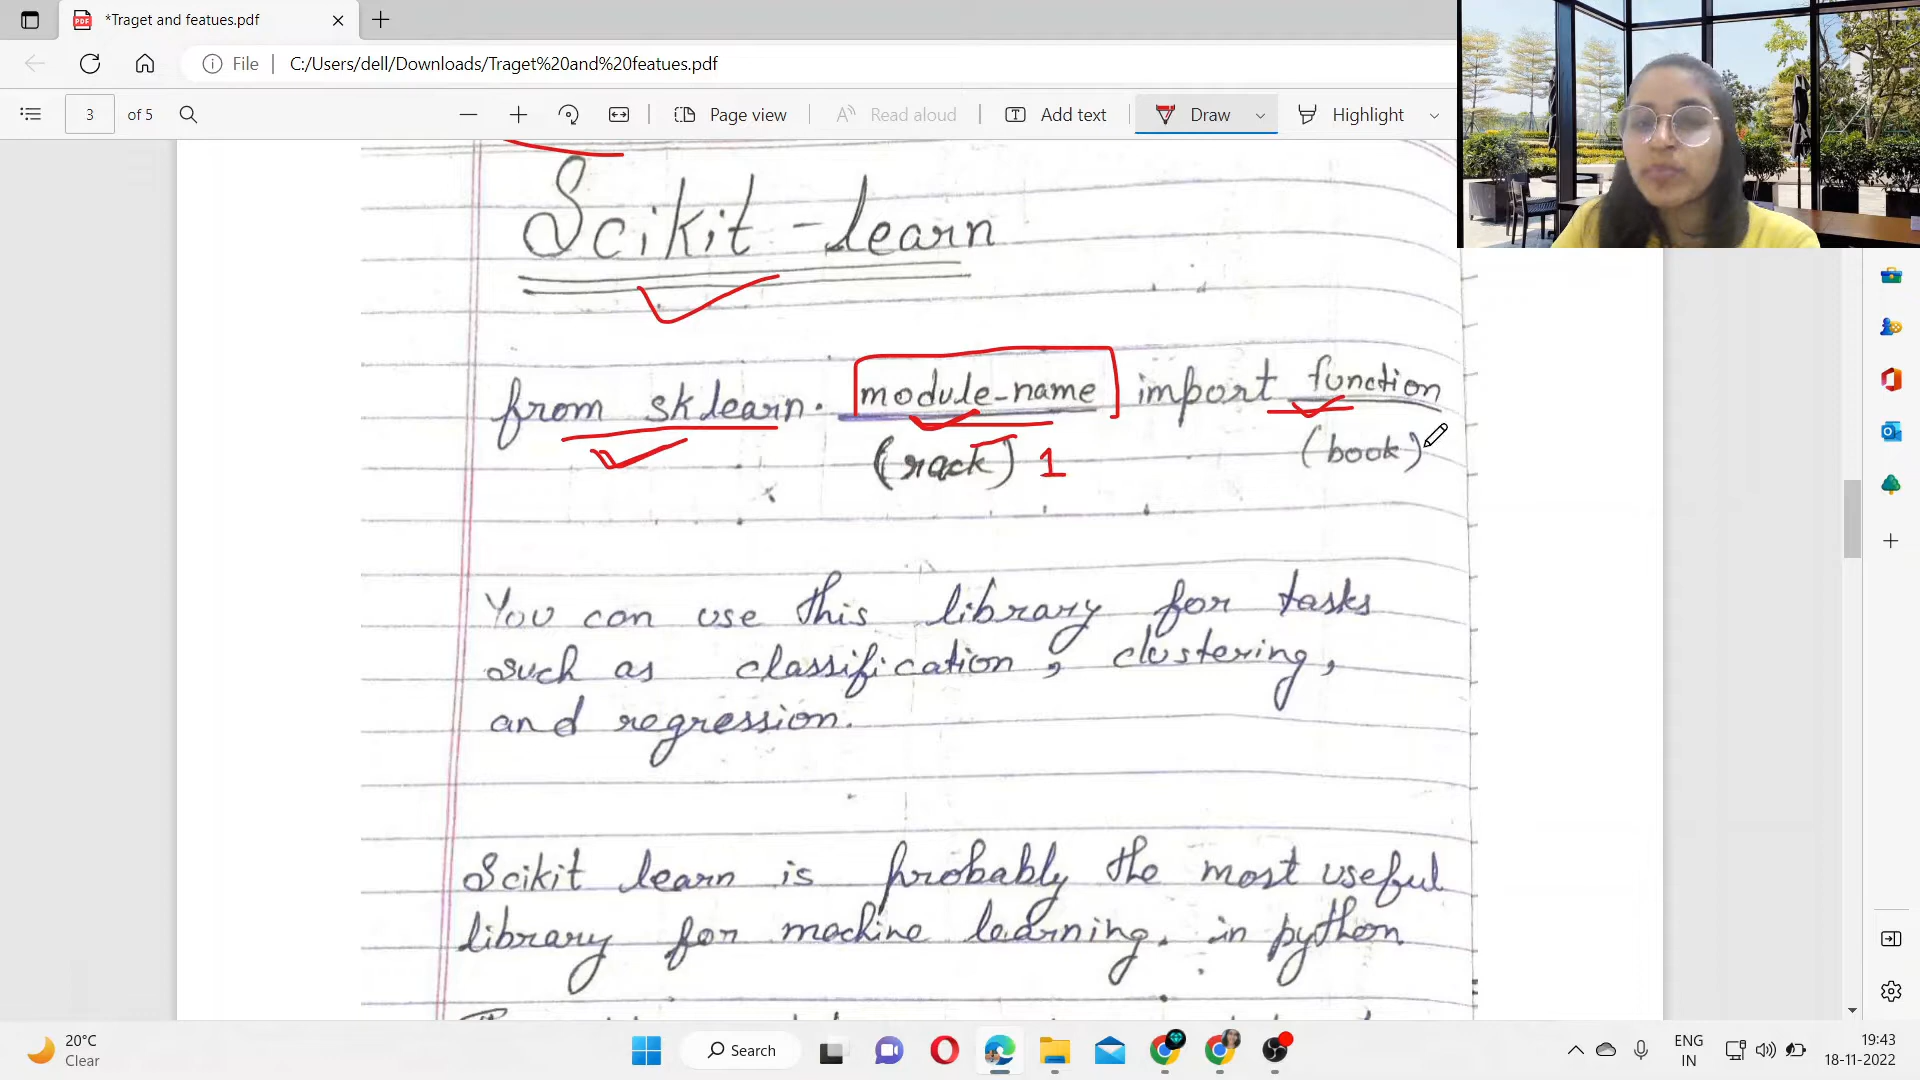 *Traget and featues.pdf
File
C:/Users/dell/Downloads/Traget%20and%20featues.pdf
3 of 5
Page view
Read aloud
Add text
Draw
Highlight
Scikit-learn
from sklearn. module-name import function
(rack) 1 (book)
You can use this library for tasks
such as classification, clustering,
and regression.
Scikit learn is probably the most useful
library for machine learning. in python
20°C
Clear
Search
ENG
IN
19:43
18-11-2022